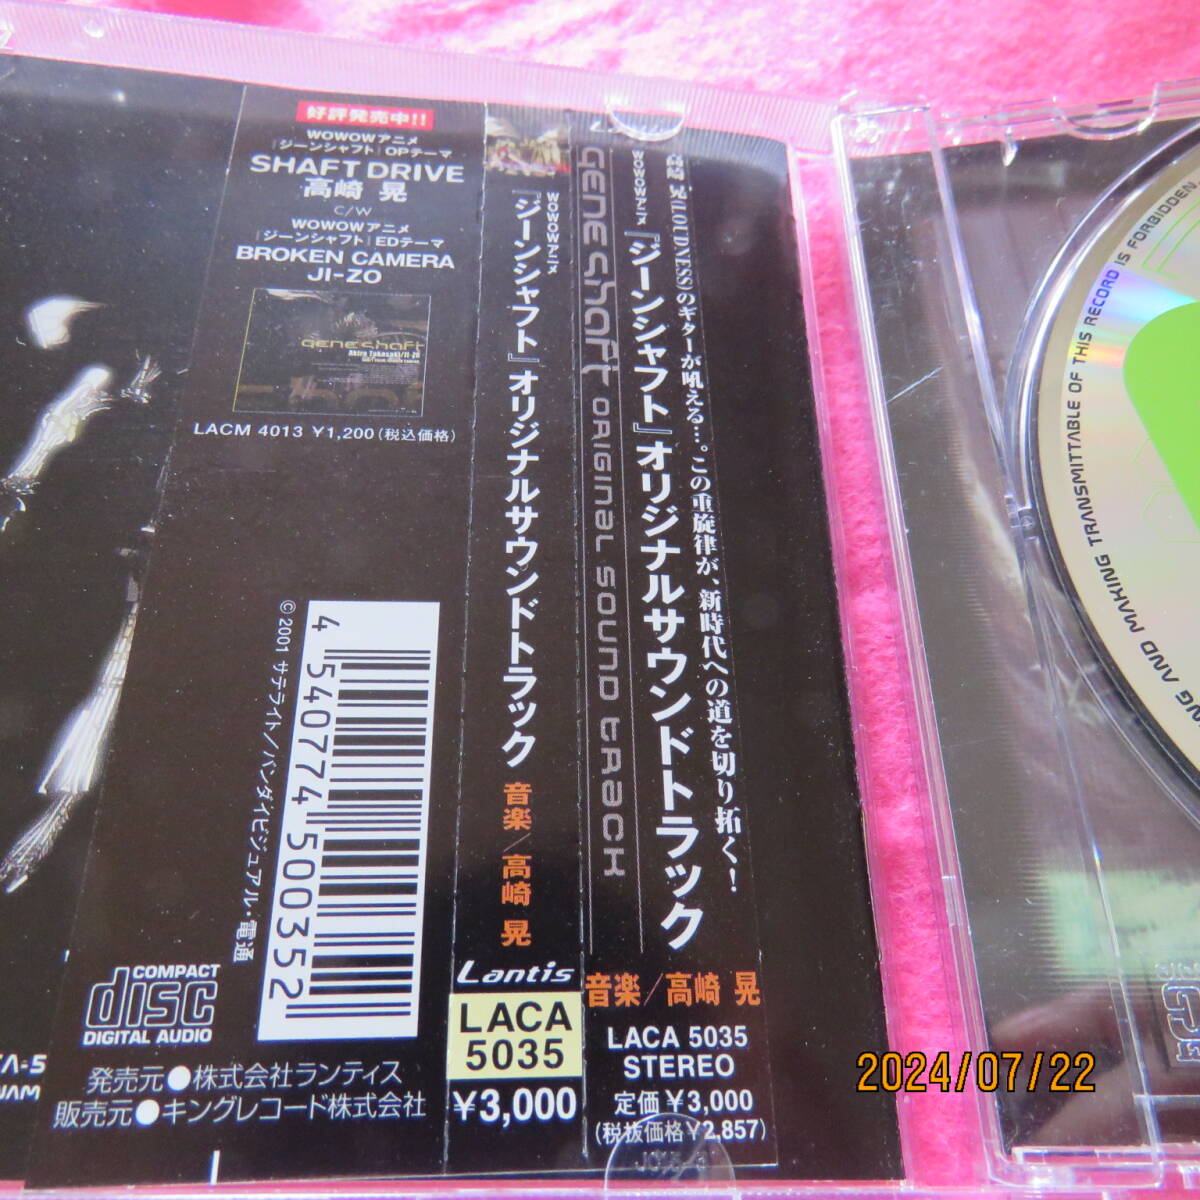 好評発売中!!
WOWOWアニメ
「ジーンシャフト」OPテーマ
SHAFT DRIVE
高崎 晃
C/W
WOWOWアニメ
「ジーンシャフト」EDテーマ
BROKEN CAMERA
JI-ZO
gene shaft
Akira Takasaki/JI-ZO
LACM 4013 ¥1,200(税込価格)
4 540774 500352
©2001 サテライト/バンダイビジュアル・電通
COMPACT
disc
DIGITAL AUDIO
発売元●株式会社ランティス
販売元●キングレコード株式会社
WOWOWアニメ
『ジーンシャフト』オリジナルサウンドトラック
音楽/高崎 晃
Lantis
LACA
5035
¥3,000
高崎 晃(LOUDNESS)のギターが吼える…。この重旋律が、新時代への道を切り拓く!
WOWOWアニメ
『ジーンシャフト』オリジナルサウンドトラック
gene shaft ORIGINAL SOUND TRACK
音楽/高崎 晃
LACA 5035
STEREO
定価 ¥3,000
(税抜価格¥2,857)
AND MAKING TRANSMITTABLE OF THIS RECORD IS FORBIDDEN.
2024/07/22